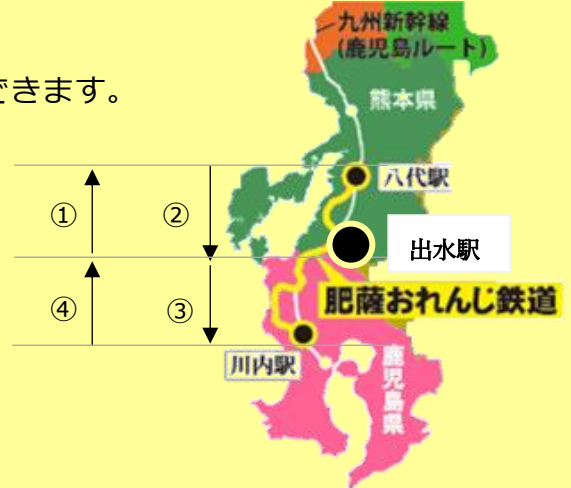 九州新幹線
(鹿児島ルート)
できます。
熊本県
八代駅
① ②
出水駅
肥薩おれんじ鉄道
④ ③
川内駅
鹿児島県